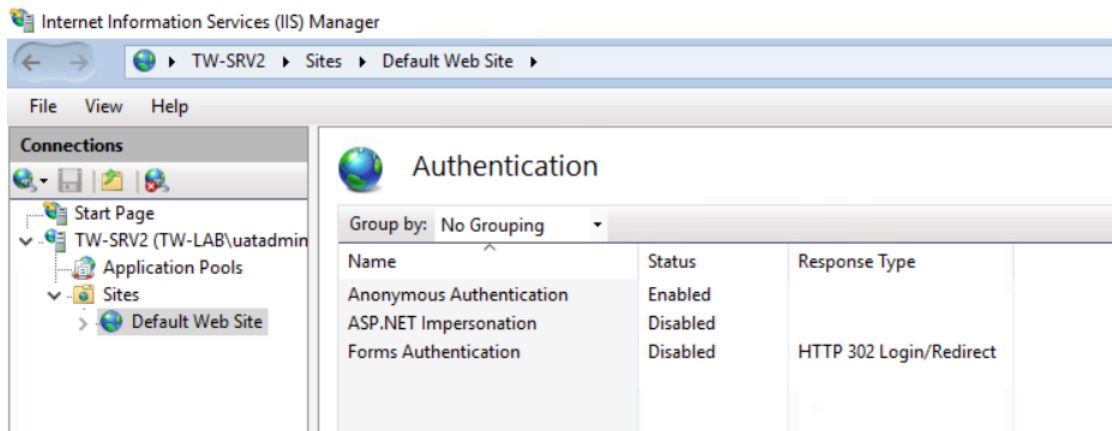 Internet Information Services (IIS) Manager
TW-SRV2 Sites Default Web Site
File View Help
Connections
Start Page
TW-SRV2 (TW-LAB\uatadmin
Application Pools
Sites
Default Web Site
Authentication
Group by: No Grouping
Name Status Response Type
Anonymous Authentication Enabled
ASP.NET Impersonation Disabled
Forms Authentication Disabled HTTP 302 Login/Redirect